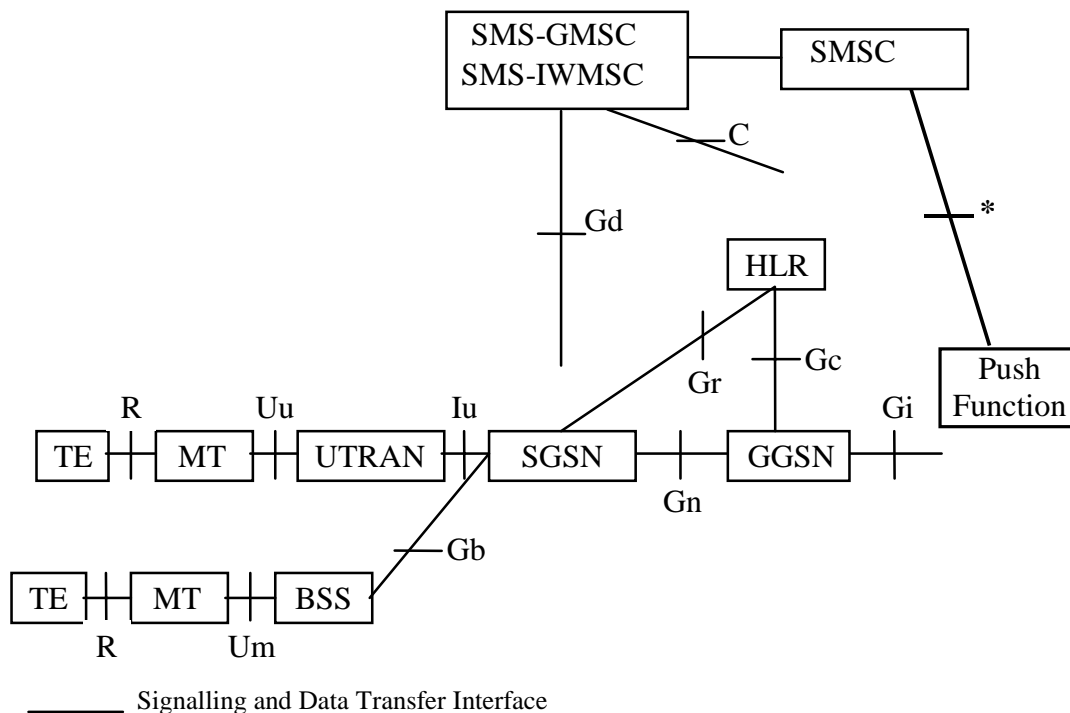 SMS-GMSC
SMS-IWMSC
SMSC
C
Gd
*
HLR
Gr
Gc
Push
Function
R
Uu
Iu
Gi
TE
MT
UTRAN
SGSN
GGSN
Gn
Gb
TE
MT
BSS
R
Um
Signalling and Data Transfer Interface